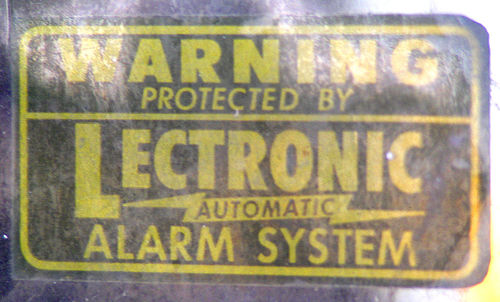 WARNING
PROTECTED BY
LECTRONIC
AUTOMATIC
ALARM SYSTEM